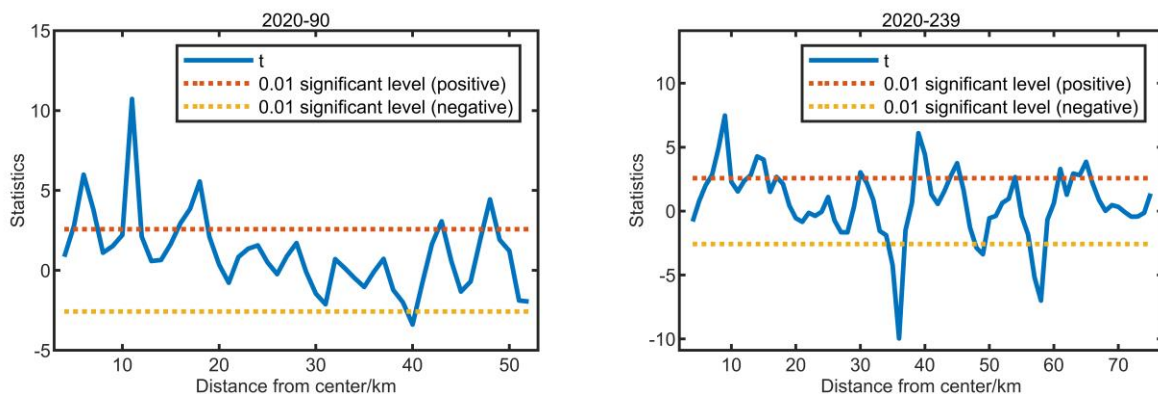 2020-90
15
10
5
0
-5
Statistics
t
0.01 significant level (positive)
0.01 significant level (negative)
10
20
30
40
50
Distance from center/km
2020-239
10
5
0
-5
-10
Statistics
t
0.01 significant level (positive)
0.01 significant level (negative)
10
20
30
40
50
60
70
Distance from center/km